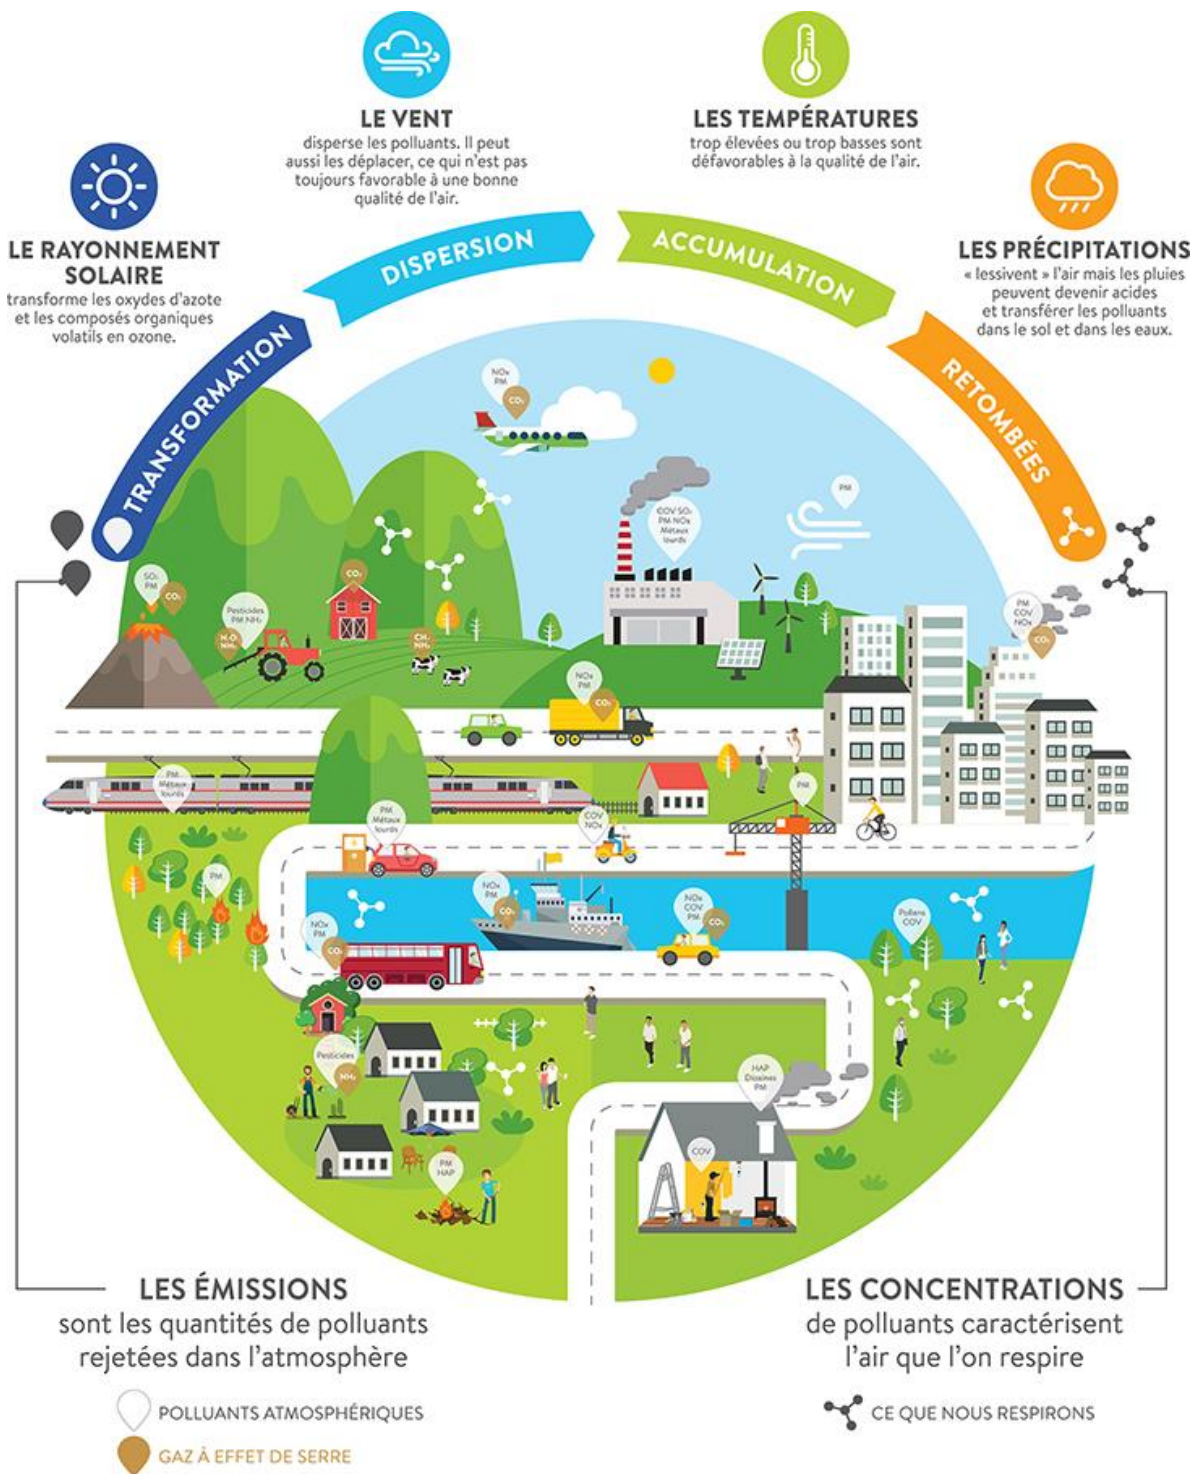 LE VENT
disperse les polluants. Il peut
aussi les déplacer, ce qui n'est pas
toujours favorable à une bonne
qualité de l'air.
LES TEMPÉRATURES
trop élevées ou trop basses sont
défavorables à la qualité de l'air.
LE RAYONNEMENT
SOLAIRE
transforme les oxydes d'azote
et les composés organiques
volatils en ozone.
LES PRÉCIPITATIONS
« lessivent » l'air mais les pluies
peuvent devenir acides
et transférer les polluants
dans le sol et dans les eaux.
TRANSFORMATION
DISPERSION
ACCUMULATION
RETOMBÉES
NOx
PM
CO₂
PM
COV SO₂
PM NOx
Métaux
lourds
SO₂
PM
CO₂
CO₂
Pesticides
PM NH₃
N₂O
NH₃
CH₄
NH₃
PM
COV
NOx
CO₂
NOx
PM
CO₂
PM
Métaux
lourds
PM
PM
Métaux
lourds
COV
NOx
PM
NOx
PM
CO₂
NOx
COV
PM
CO₂
Pollens
COV
NOx
PM
CO₂
Pesticides
NH₃
HAP
Dioxines
PM
COV
PM
HAP
LES ÉMISSIONS
sont les quantités de polluants
rejetées dans l'atmosphère
POLLUANTS ATMOSPHÉRIQUES
GAZ À EFFET DE SERRE
LES CONCENTRATIONS
de polluants caractérisent
l'air que l'on respire
CE QUE NOUS RESPIRONS